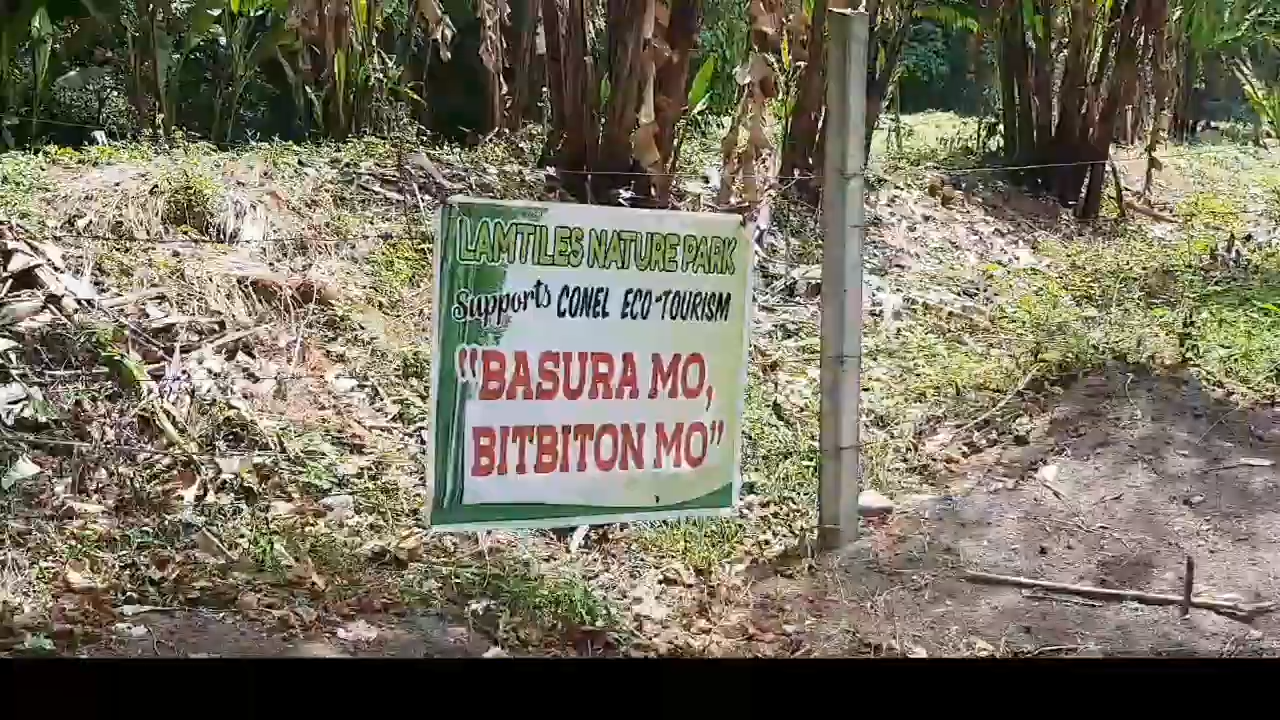 LAMTILES NATURE PARK
Supports CONEL ECO-TOURISM
"BASURA MO,
BITBITON MO"